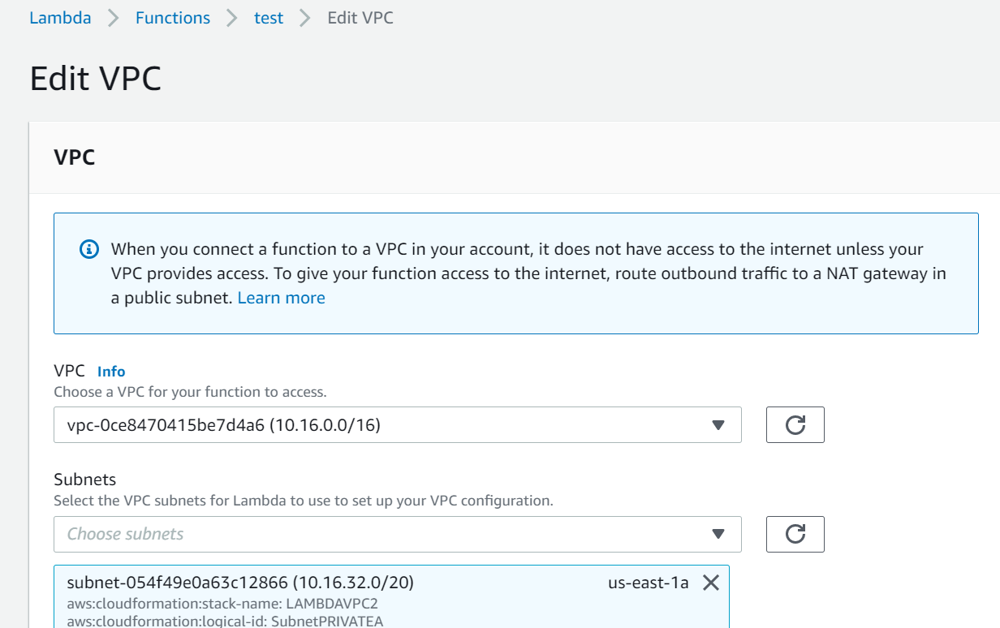 Lambda > Functions > test > Edit VPC
Edit VPC
VPC
When you connect a function to a VPC in your account, it does not have access to the internet unless your
VPC provides access. To give your function access to the internet, route outbound traffic to a NAT gateway in
a public subnet. Learn more
VPC Info
Choose a VPC for your function to access.
vpc-0ce8470415be7d4a6 (10.16.0.0/16)
Subnets
Select the VPC subnets for Lambda to use to set up your VPC configuration.
Choose subnets
subnet-054f49e0a63c12866 (10.16.32.0/20) us-east-1a
aws:cloudformation:stack-name: LAMBDAVPC2
aws:cloudformation:logical-id: SubnetPRIVATEA